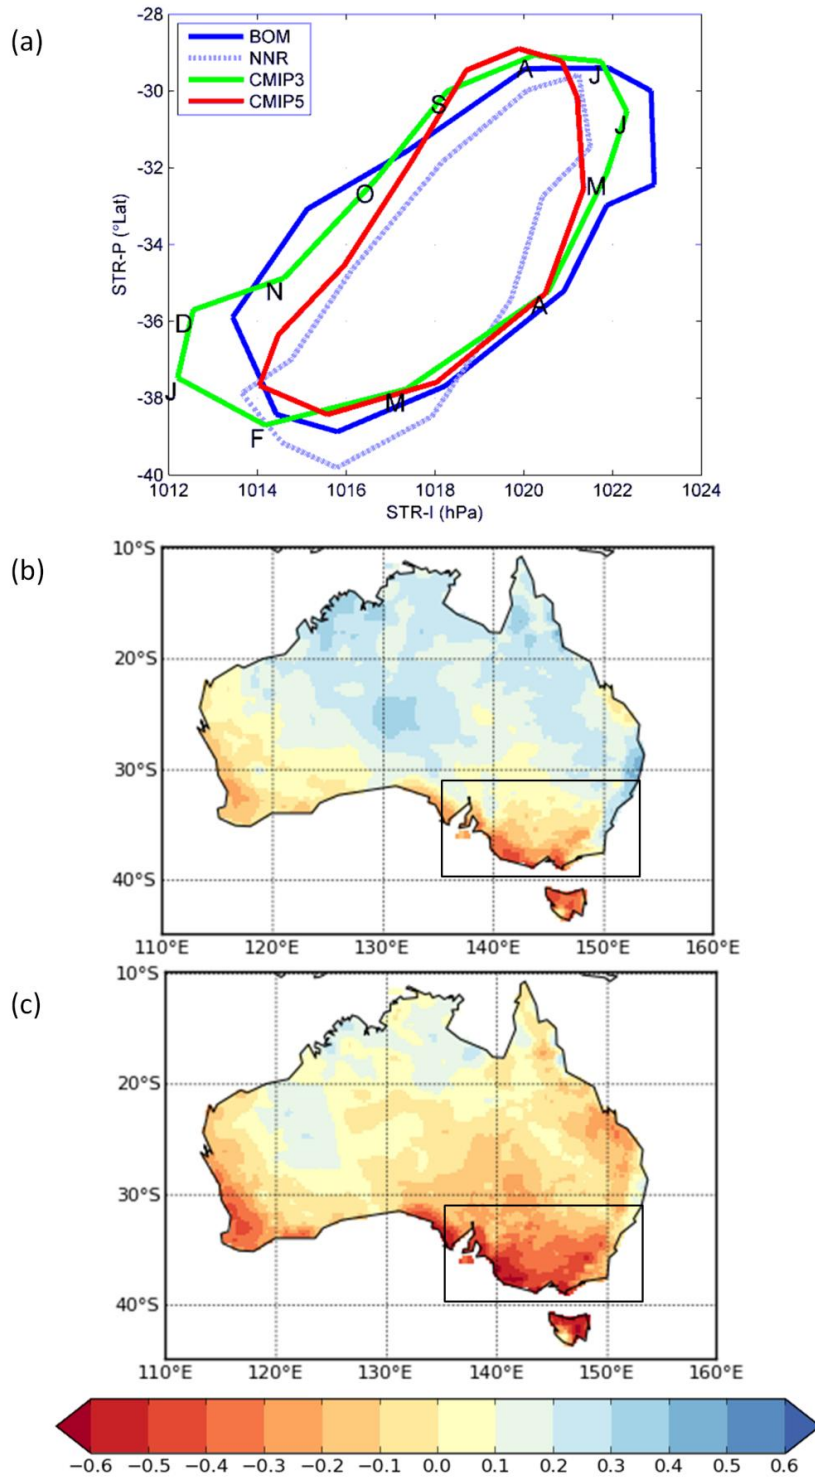 (a)
BOM
NNR
CMIP3
CMIP5
-28
-30
-32
-34
-36
-38
-40
STR-P (°Lat)
A
J
S
J
O
M
N
D
A
J
M
F
1012
1014
1016
1018
1020
1022
1024
STR-I (hPa)
(b)
10°S
20°S
30°S
40°S
110°E
120°E
130°E
140°E
150°E
160°E
(c)
10°S
20°S
30°S
40°S
110°E
120°E
130°E
140°E
150°E
160°E
−0.6 −0.5 −0.4 −0.3 −0.2 −0.1 0.0 0.1 0.2 0.3 0.4 0.5 0.6